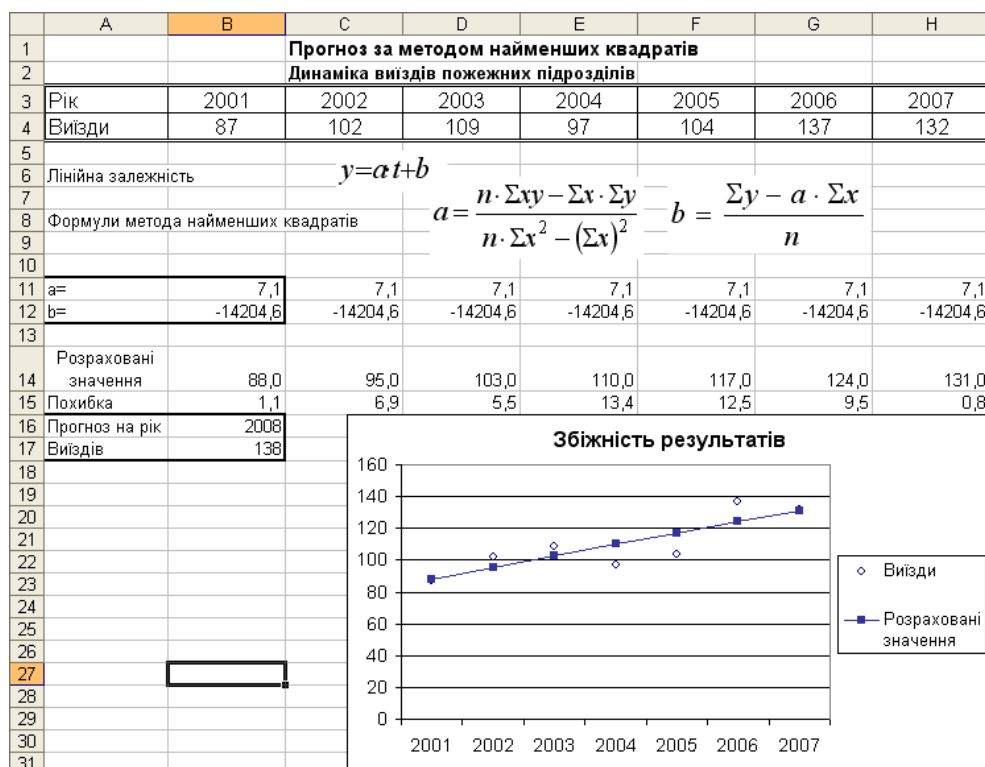 A B C D E F G H
1 Прогноз за методом найменших квадратів
2 Динаміка виїздів пожежних підрозділів
3 Рік 2001 2002 2003 2004 2005 2006 2007
4 Виїзди 87 102 109 97 104 137 132
5
6 Лінійна залежність y=a·t+b
7
8 Формули метода найменших квадратів a = (n·Σxy − Σx·Σy) / (n·Σx² − (Σx)²) b = (Σy − a·Σx) / n
9
10
11 a= 7,1 7,1 7,1 7,1 7,1 7,1 7,1
12 b= -14204,6 -14204,6 -14204,6 -14204,6 -14204,6 -14204,6 -14204,6
13
Розраховані
14 значення 88,0 95,0 103,0 110,0 117,0 124,0 131,0
15 Похибка 1,1 6,9 5,5 13,4 12,5 9,5 0,8
16 Прогноз на рік 2008
17 Виїздів 138
18
19
20
21
22
23
24
25
26
27
28
29
30
31
Збіжність результатів
160
140
120
100
80
60
40
20
0
2001 2002 2003 2004 2005 2006 2007
Виїзди
Розраховані
значення